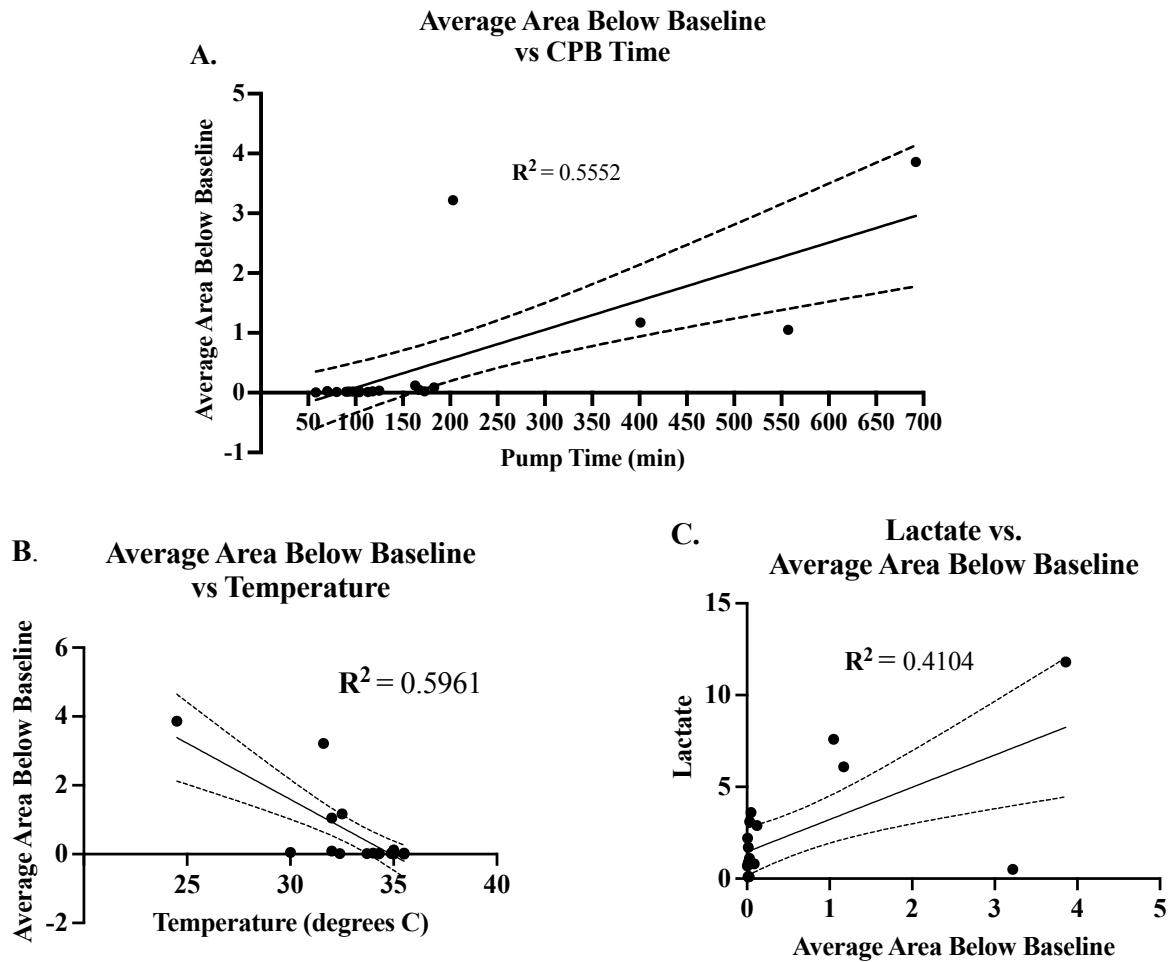 Average Area Below Baseline
vs CPB Time
A.
5
4
3
2
1
0
-1
Average Area Below Baseline
R² = 0.5552
50 100 150 200 250 300 350 400 450 500 550 600 650 700
Pump Time (min)
B.
Average Area Below Baseline
vs Temperature
6
4
2
0
-2
Average Area Below Baseline
R² = 0.5961
25 30 35 40
Temperature (degrees C)
C.
Lactate vs.
Average Area Below Baseline
15
10
5
0
Lactate
R² = 0.4104
0 1 2 3 4 5
Average Area Below Baseline